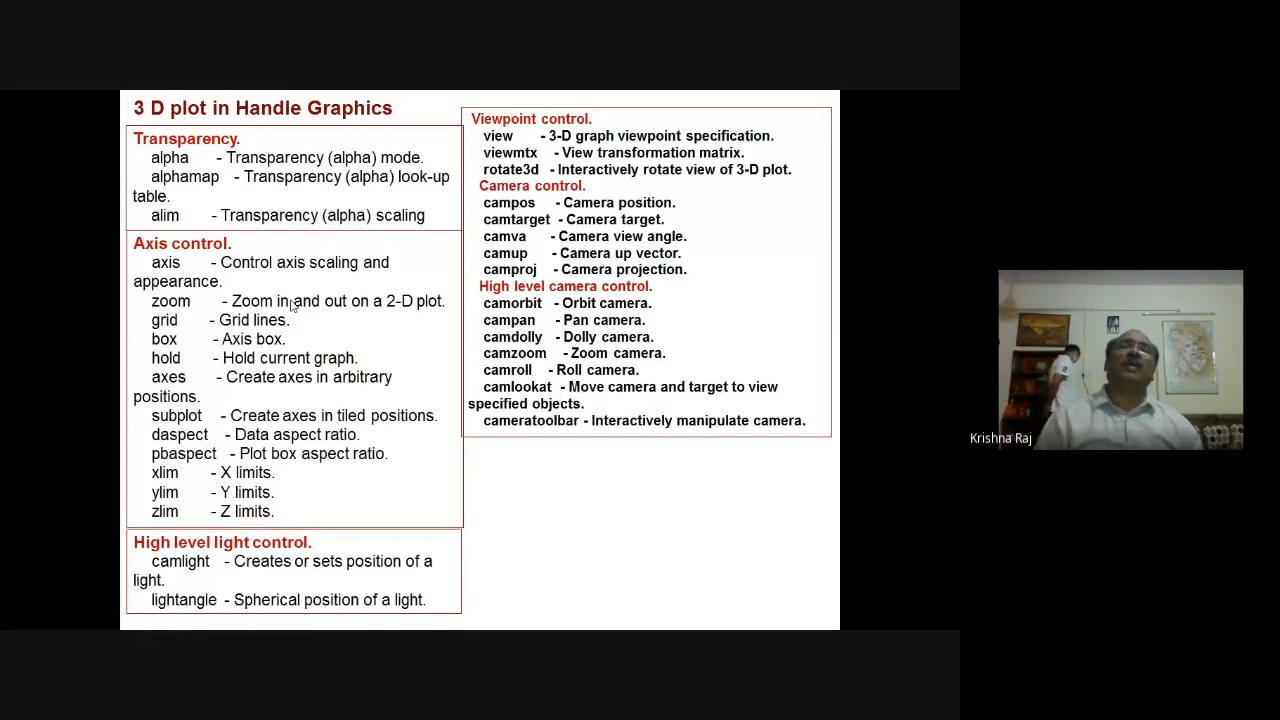 3 D plot in Handle Graphics
Transparency.
alpha - Transparency (alpha) mode.
alphamap - Transparency (alpha) look-up
table.
alim - Transparency (alpha) scaling
Axis control.
axis - Control axis scaling and
appearance.
zoom - Zoom in and out on a 2-D plot.
grid - Grid lines.
box - Axis box.
hold - Hold current graph.
axes - Create axes in arbitrary
positions.
subplot - Create axes in tiled positions.
daspect - Data aspect ratio.
pbaspect - Plot box aspect ratio.
xlim - X limits.
ylim - Y limits.
zlim - Z limits.
High level light control.
camlight - Creates or sets position of a
light.
lightangle - Spherical position of a light.
Viewpoint control.
view - 3-D graph viewpoint specification.
viewmtx - View transformation matrix.
rotate3d - Interactively rotate view of 3-D plot.
Camera control.
campos - Camera position.
camtarget - Camera target.
camva - Camera view angle.
camup - Camera up vector.
camproj - Camera projection.
High level camera control.
camorbit - Orbit camera.
campan - Pan camera.
camdolly - Dolly camera.
camzoom - Zoom camera.
camroll - Roll camera.
camlookat - Move camera and target to view
specified objects.
cameratoolbar - Interactively manipulate camera.
Krishna Raj